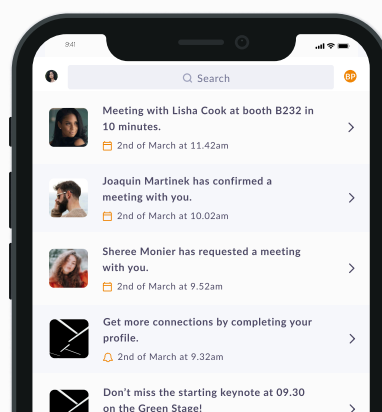 9:41
Search
BP
Meeting with Lisha Cook at booth B232 in
10 minutes.
2nd of March at 11.42am
Joaquin Martinek has confirmed a
meeting with you.
2nd of March at 10.02am
Sheree Monier has requested a meeting
with you.
2nd of March at 9.52am
Get more connections by completing your
profile.
2nd of March at 9.32am
Don't miss the starting keynote at 09.30
on the Green Stage!